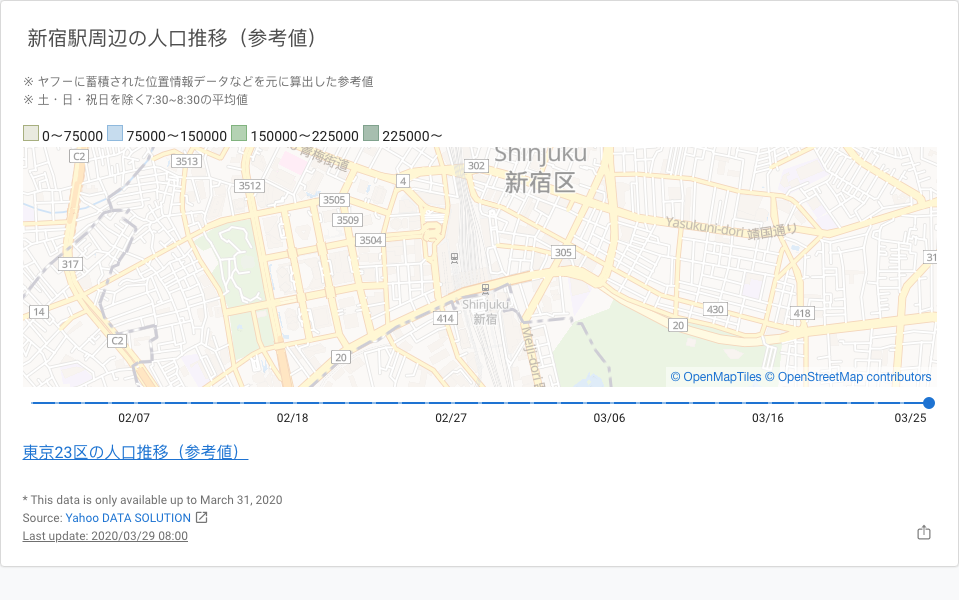 新宿駅周辺の人口推移（参考値）
※ ヤフーに蓄積された位置情報データなどを元に算出した参考値
※ 土・日・祝日を除く7:30~8:30の平均値
0〜75000 75000〜150000 150000〜225000 225000〜
C2
3513
青梅街道
302
Shinjuku
新宿区
3512
4
3505
3509
3504
Yasukuni-dori 靖国通り
305
31
317
14
Shinjuku
新宿
414
430
418
20
C2
20
Meiji-dori
© OpenMapTiles © OpenStreetMap contributors
02/07 02/18 02/27 03/06 03/16 03/25
東京23区の人口推移（参考値）
* This data is only available up to March 31, 2020
Source: Yahoo DATA SOLUTION
Last update: 2020/03/29 08:00